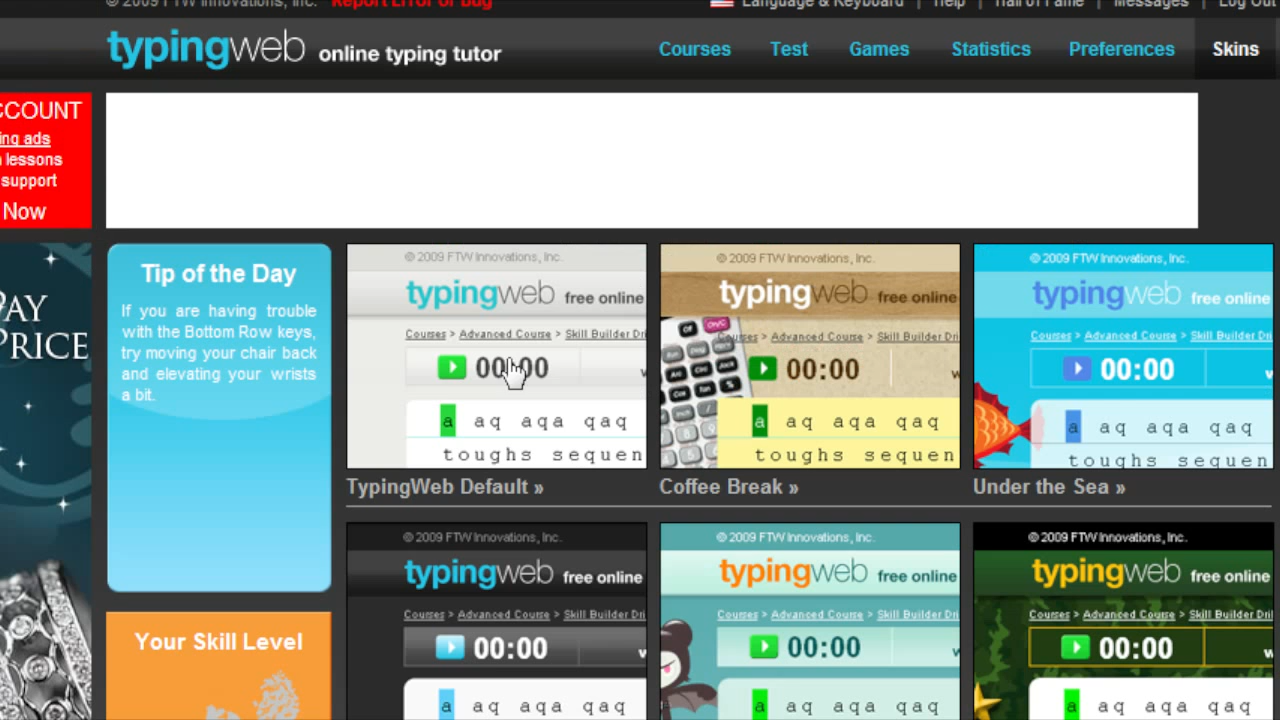 © 2009 FTW Innovations, Inc. Report Error or Bug Language & Keyboard | Help | Hall of Fame | Messages | Log Out
typingweb online typing tutor Courses Test Games Statistics Preferences Skins
CCOUNT
ing ads
lessons
support
Now
PAY
PRICE
Tip of the Day
If you are having trouble
with the Bottom Row keys,
try moving your chair back
and elevating your wrists
a bit.
Your Skill Level
© 2009 FTW Innovations, Inc.
typingweb free online
Courses > Advanced Course > Skill Builder Dri
00:00
a aq aqa qaq
toughs sequen
TypingWeb Default »
© 2009 FTW Innovations, Inc.
typingweb free online
Courses > Advanced Course > Skill Builder Dri
00:00 w
a aq aqa qaq
toughs sequen
Coffee Break »
© 2009 FTW Innovations, Inc.
typingweb free online
Courses > Advanced Course > Skill Builder Dri
00:00 w
a aq aqa qaq
toughs sequen
Under the Sea »
© 2009 FTW Innovations, Inc.
typingweb free online
Courses > Advanced Course > Skill Builder Dri
00:00 w
a aq aqa qaq
© 2009 FTW Innovations, Inc.
typingweb free online
Courses > Advanced Course > Skill Builder Dri
00:00 w
a aq aqa qaq
© 2009 FTW Innovations, Inc.
typingweb free online
Courses > Advanced Course > Skill Builder Dri
00:00 w
a aq aqa qaq